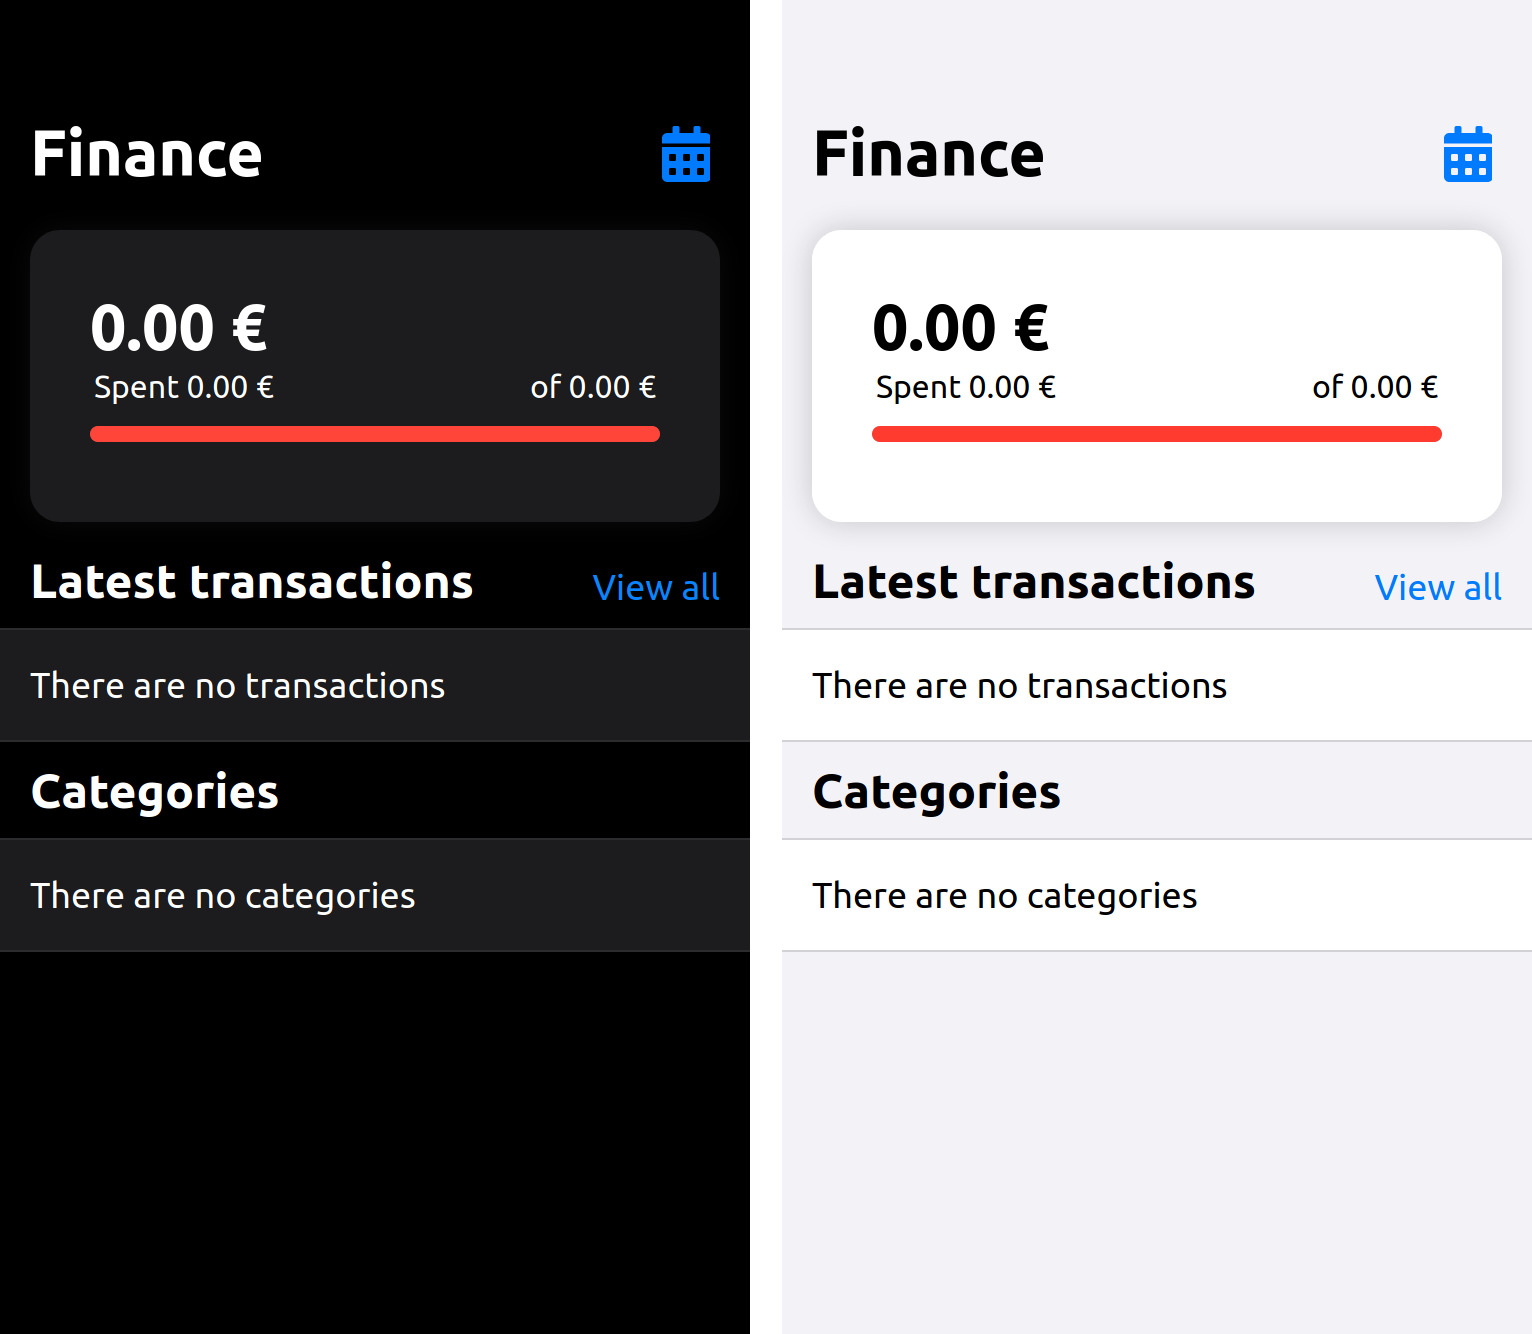 Finance
0.00 €
Spent 0.00 €
of 0.00 €
Latest transactions
View all
There are no transactions
Categories
There are no categories
Finance
0.00 €
Spent 0.00 €
of 0.00 €
Latest transactions
View all
There are no transactions
Categories
There are no categories